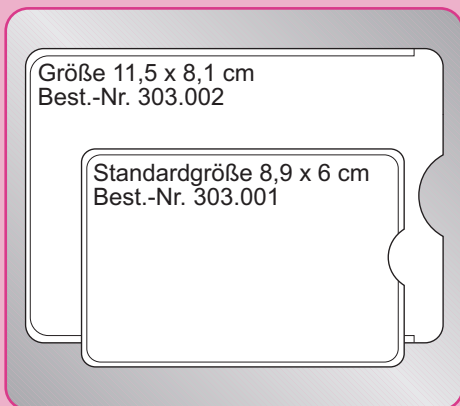 Größe 11,5 x 8,1 cm
Best.-Nr. 303.002
Standardgröße 8,9 x 6 cm
Best.-Nr. 303.001